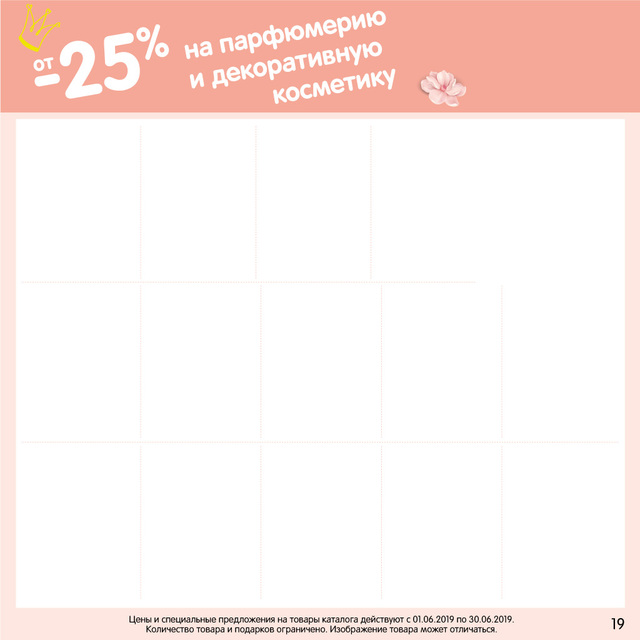 от
-25%
на парфюмерию
и декоративную
косметику
Цены и специальные предложения на товары каталога действуют с 01.06.2019 по 30.06.2019.
Количество товара и подарков ограничено. Изображение товара может отличаться.
19